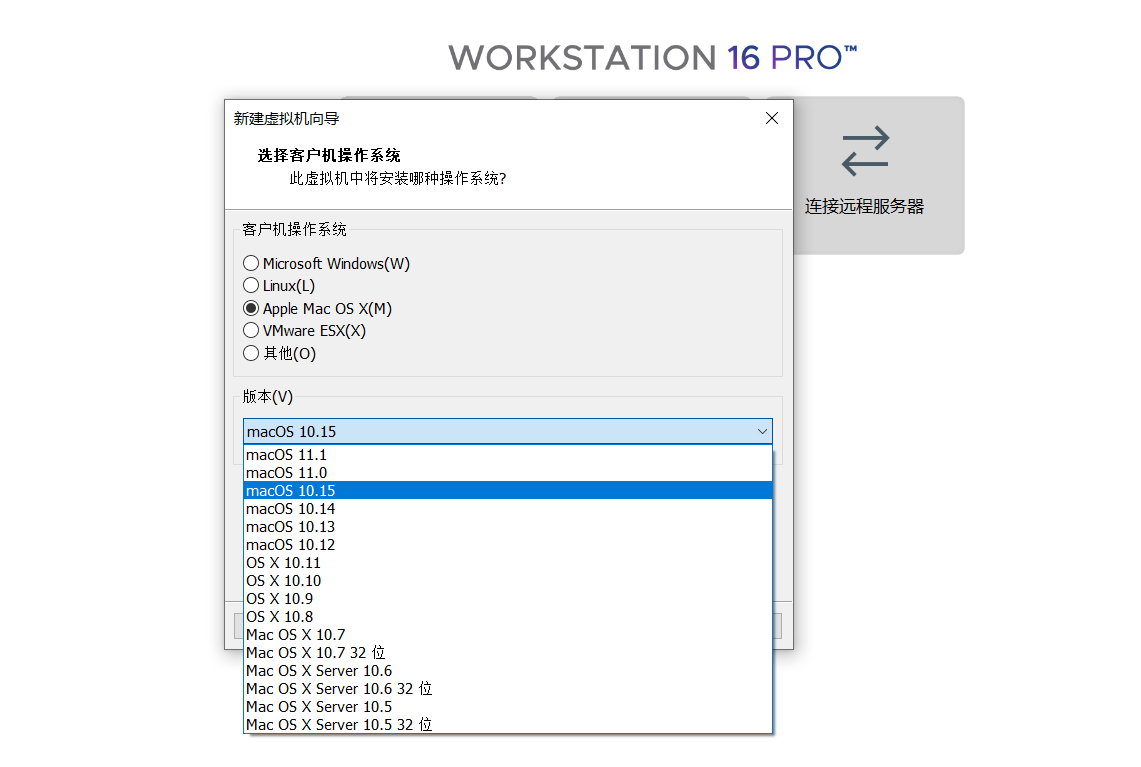 WORKSTATION 16 PRO™
新建虚拟机向导
选择客户机操作系统
此虚拟机中将安装哪种操作系统?
连接远程服务器
客户机操作系统
Microsoft Windows(W)
Linux(L)
Apple Mac OS X(M)
VMware ESX(X)
其他(O)
版本(V)
macOS 10.15
macOS 11.1
macOS 11.0
macOS 10.15
macOS 10.14
macOS 10.13
macOS 10.12
OS X 10.11
OS X 10.10
OS X 10.9
OS X 10.8
Mac OS X 10.7
Mac OS X 10.7 32 位
Mac OS X Server 10.6
Mac OS X Server 10.6 32 位
Mac OS X Server 10.5
Mac OS X Server 10.5 32 位